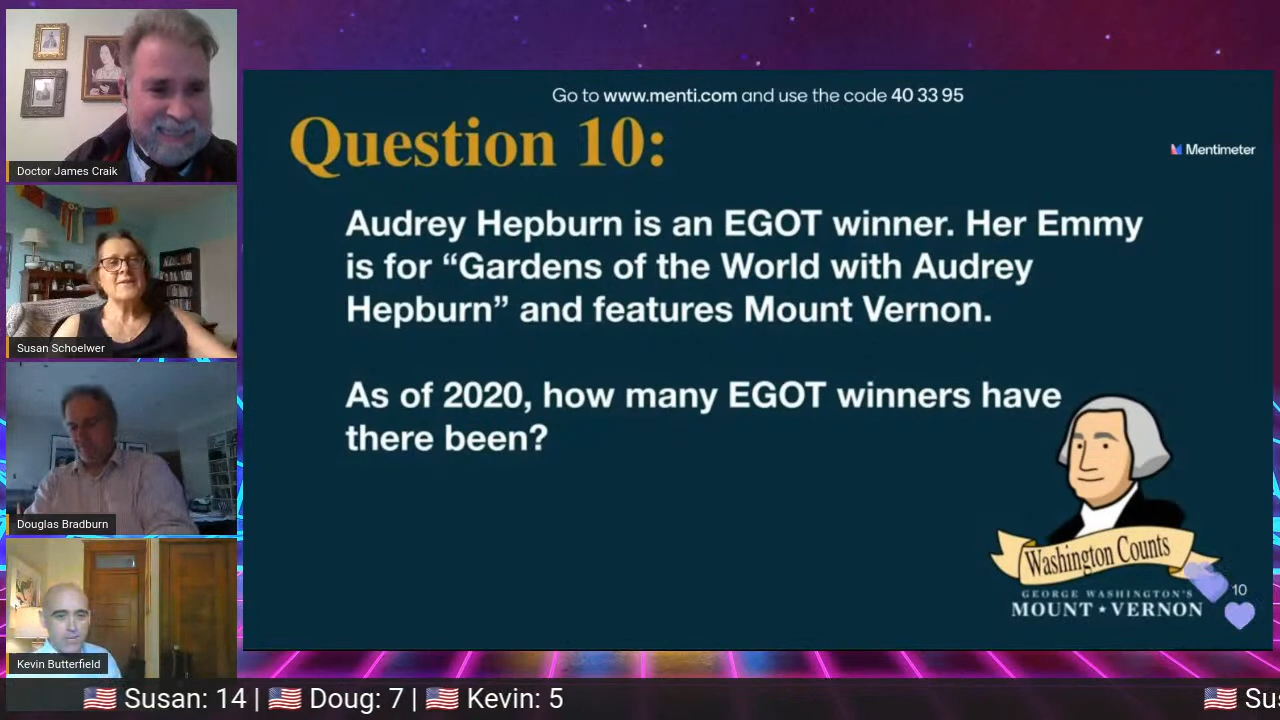 Doctor James Craik
Susan Schoelwer
Douglas Bradburn
Kevin Butterfield
Go to www.menti.com and use the code 40 33 95
Mentimeter
Question 10:
Audrey Hepburn is an EGOT winner. Her Emmy
is for “Gardens of the World with Audrey
Hepburn” and features Mount Vernon.
As of 2020, how many EGOT winners have
there been?
Washington Counts
GEORGE WASHINGTON'S
MOUNT★VERNON
10
Susan: 14 | Doug: 7 | Kevin: 5
Su